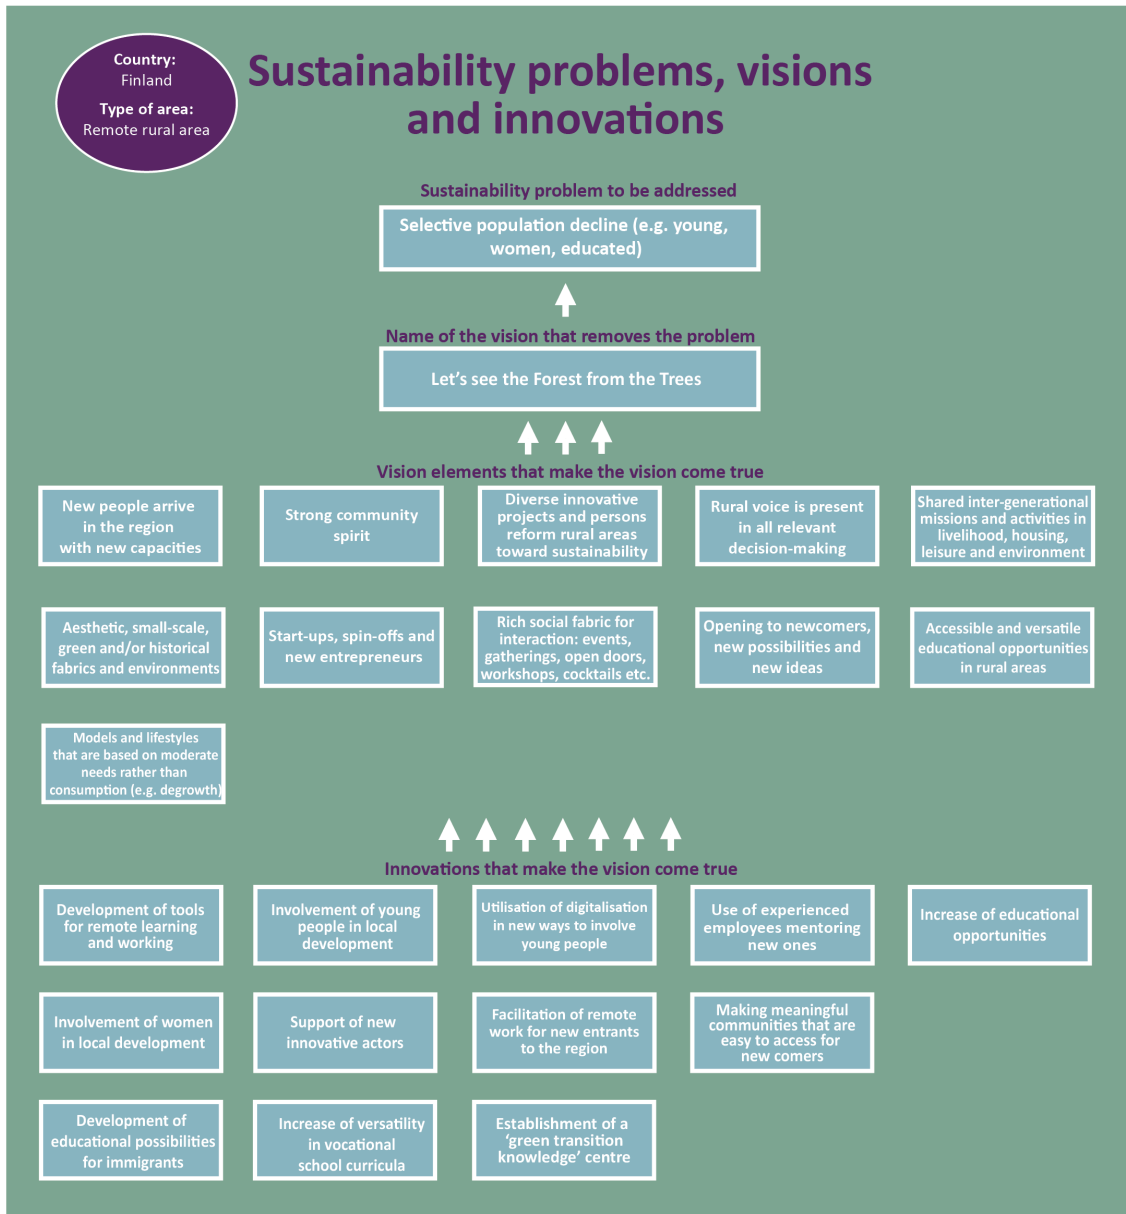 Country:
Finland
Type of area:
Remote rural area
Sustainability problems, visions
and innovations
Sustainability problem to be addressed
Selective population decline (e.g. young,
women, educated)
Name of the vision that removes the problem
Let’s see the Forest from the Trees
Vision elements that make the vision come true
New people arrive
in the region
with new capacities
Strong community
spirit
Diverse innovative
projects and persons
reform rural areas
toward sustainability
Rural voice is present
in all relevant
decision-making
Shared inter-generational
missions and activities in
livelihood, housing,
leisure and environment
Aesthetic, small-scale,
green and/or historical
fabrics and environments
Start-ups, spin-offs and
new entrepreneurs
Rich social fabric for
interaction: events,
gatherings, open doors,
workshops, cocktails etc.
Opening to newcomers,
new possibilities and
new ideas
Accessible and versatile
educational opportunities
in rural areas
Models and lifestyles
that are based on moderate
needs rather than
consumption (e.g. degrowth)
Innovations that make the vision come true
Development of tools
for remote learning
and working
Involvement of young
people in local
development
Utilisation of digitalisation
in new ways to involve
young people
Use of experienced
employees mentoring
new ones
Increase of educational
opportunities
Involvement of women
in local development
Support of new
innovative actors
Facilitation of remote
work for new entrants
to the region
Making meaningful
communities that are
easy to access for
new comers
Development of
educational possibilities
for immigrants
Increase of versatility
in vocational
school curricula
Establishment of a
‘green transition
knowledge’ centre